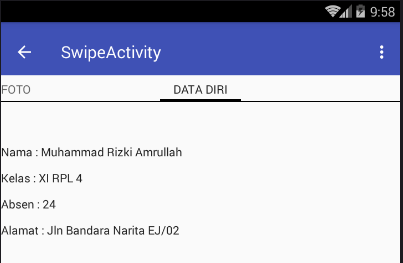 9:58
SwipeActivity
FOTO DATA DIRI
Nama : Muhammad Rizki Amrullah
Kelas : XI RPL 4
Absen : 24
Alamat : Jln Bandara Narita EJ/02